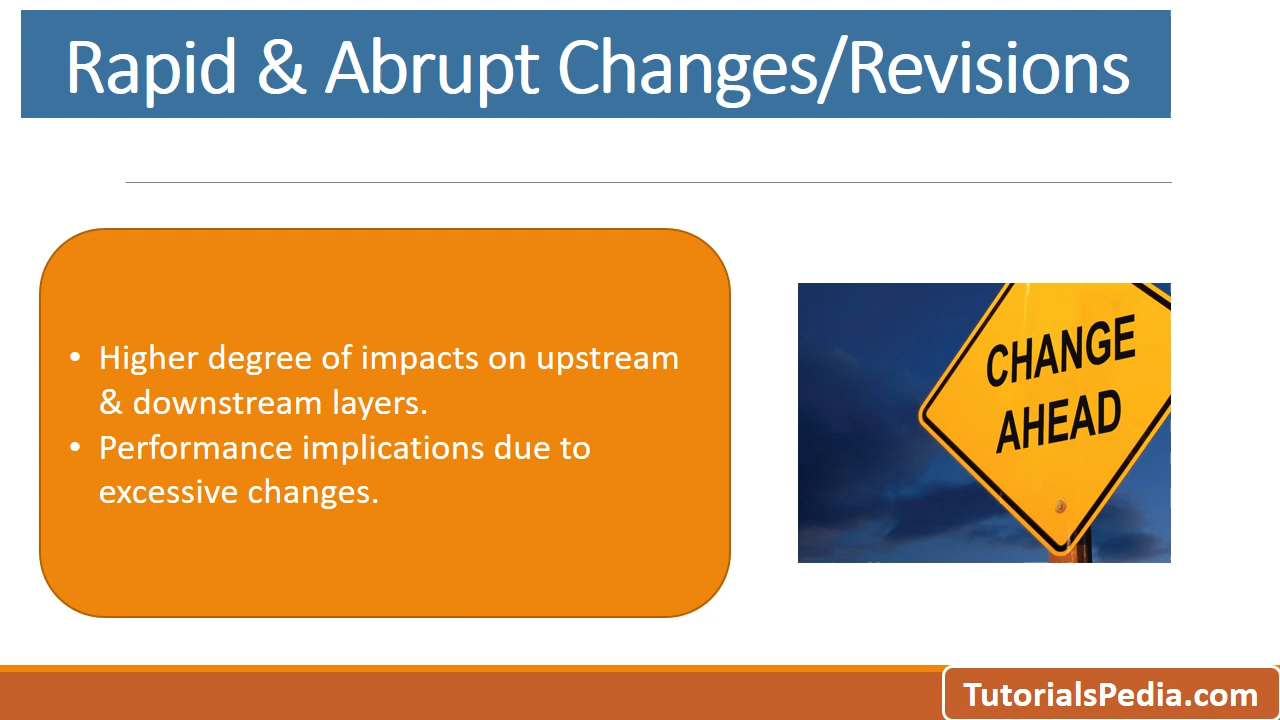 Rapid & Abrupt Changes/Revisions
• Higher degree of impacts on upstream
& downstream layers.
• Performance implications due to
excessive changes.
CHANGE
AHEAD
TutorialsPedia.com